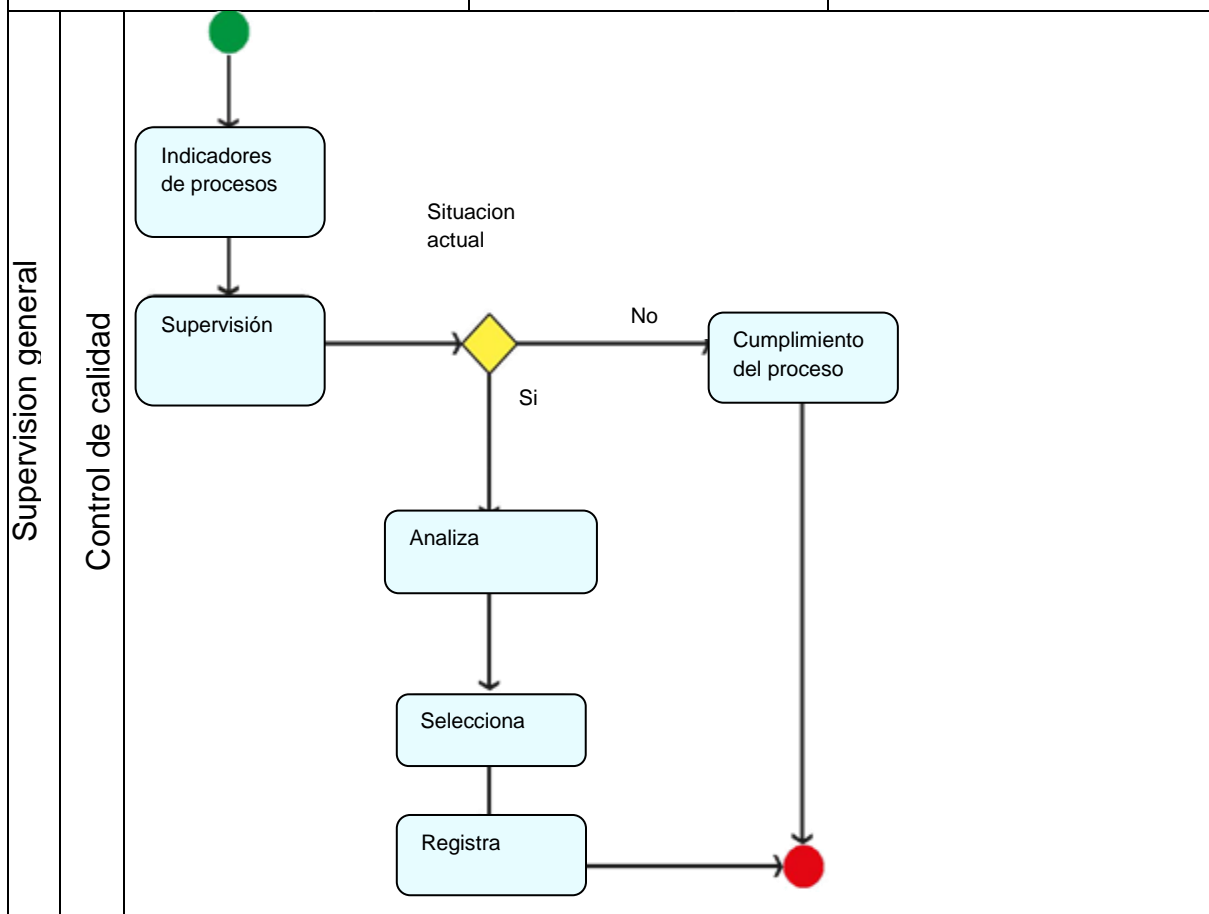 Supervision general
Control de calidad
Indicadores
de procesos
Situacion
actual
Supervisión
No
Cumplimiento
del proceso
Si
Analiza
Selecciona
Registra